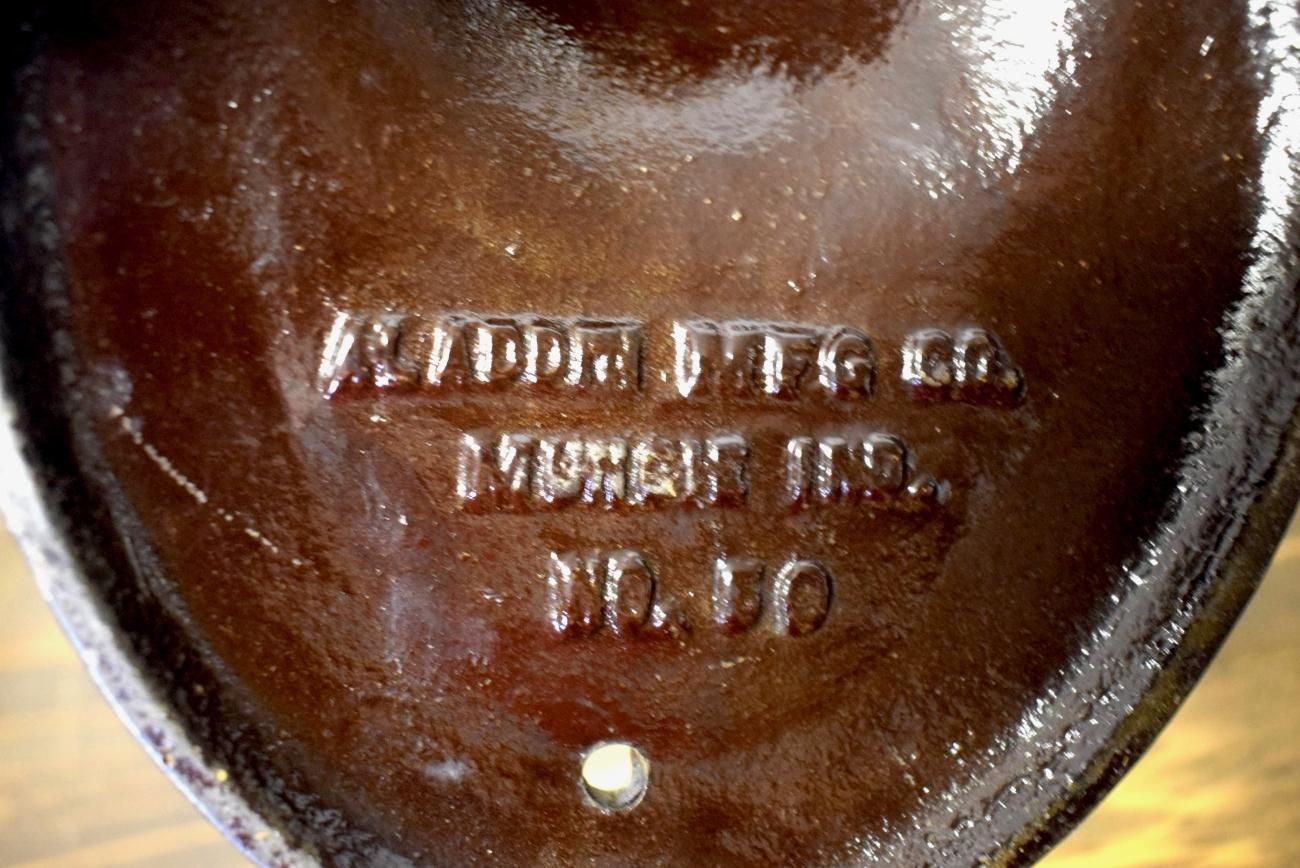 ALADDIN MFG CO.
MUNCIE IND.,
NO. 50